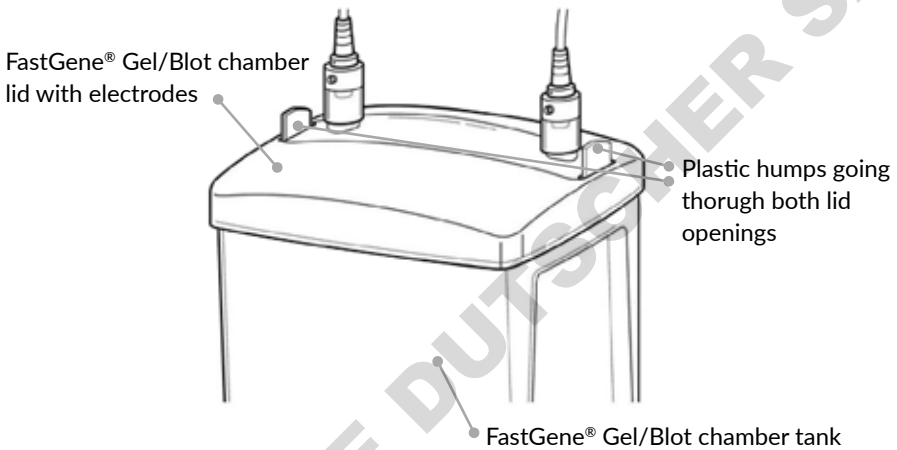 FastGene® Gel/Blot chamber
lid with electrodes
Plastic humps going
thorugh both lid
openings
FastGene® Gel/Blot chamber tank
E DUTSCHER S